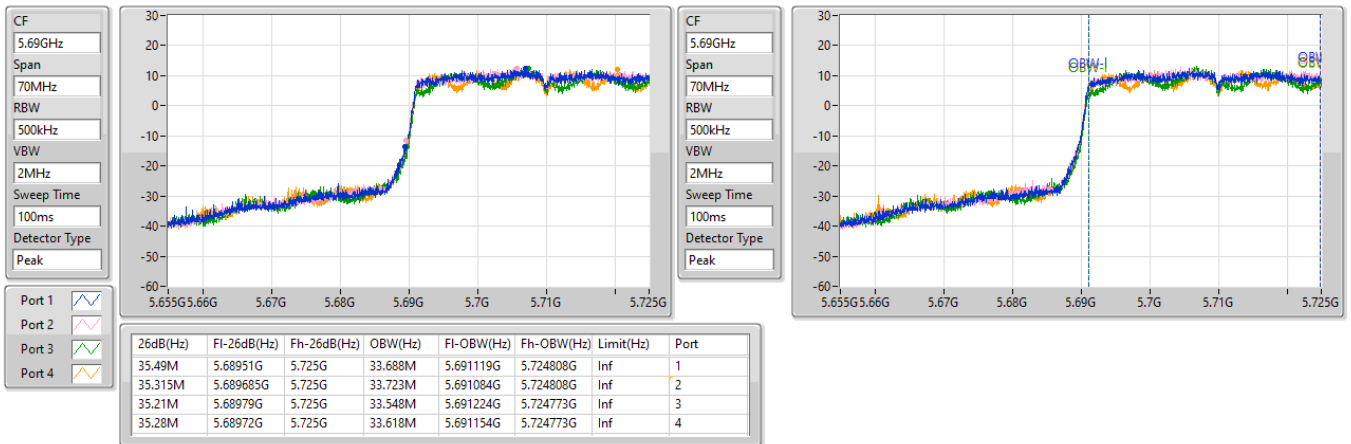 CF
5.69GHz
Span
70MHz
RBW
500kHz
VBW
2MHz
Sweep Time
100ms
Detector Type
Peak
30
20
10
0
-10
-20
-30
-40
-50
-60
5.655G 5.66G 5.67G 5.68G 5.69G 5.7G 5.71G 5.725G
CF
5.69GHz
Span
70MHz
RBW
500kHz
VBW
2MHz
Sweep Time
100ms
Detector Type
Peak
30
20
10
0
-10
-20
-30
-40
-50
-60
OBW-l
5.655G 5.66G 5.67G 5.68G 5.69G 5.7G 5.71G 5.725G
Port 1
Port 2
Port 3
Port 4
26dB(Hz) Fl-26dB(Hz) Fh-26dB(Hz) OBW(Hz) Fl-OBW(Hz) Fh-OBW(Hz) Limit(Hz) Port
35.49M 5.68951G 5.725G 33.688M 5.691119G 5.724808G Inf 1
35.315M 5.689685G 5.725G 33.723M 5.691084G 5.724808G Inf 2
35.21M 5.68979G 5.725G 33.548M 5.691224G 5.724773G Inf 3
35.28M 5.68972G 5.725G 33.618M 5.691154G 5.724773G Inf 4